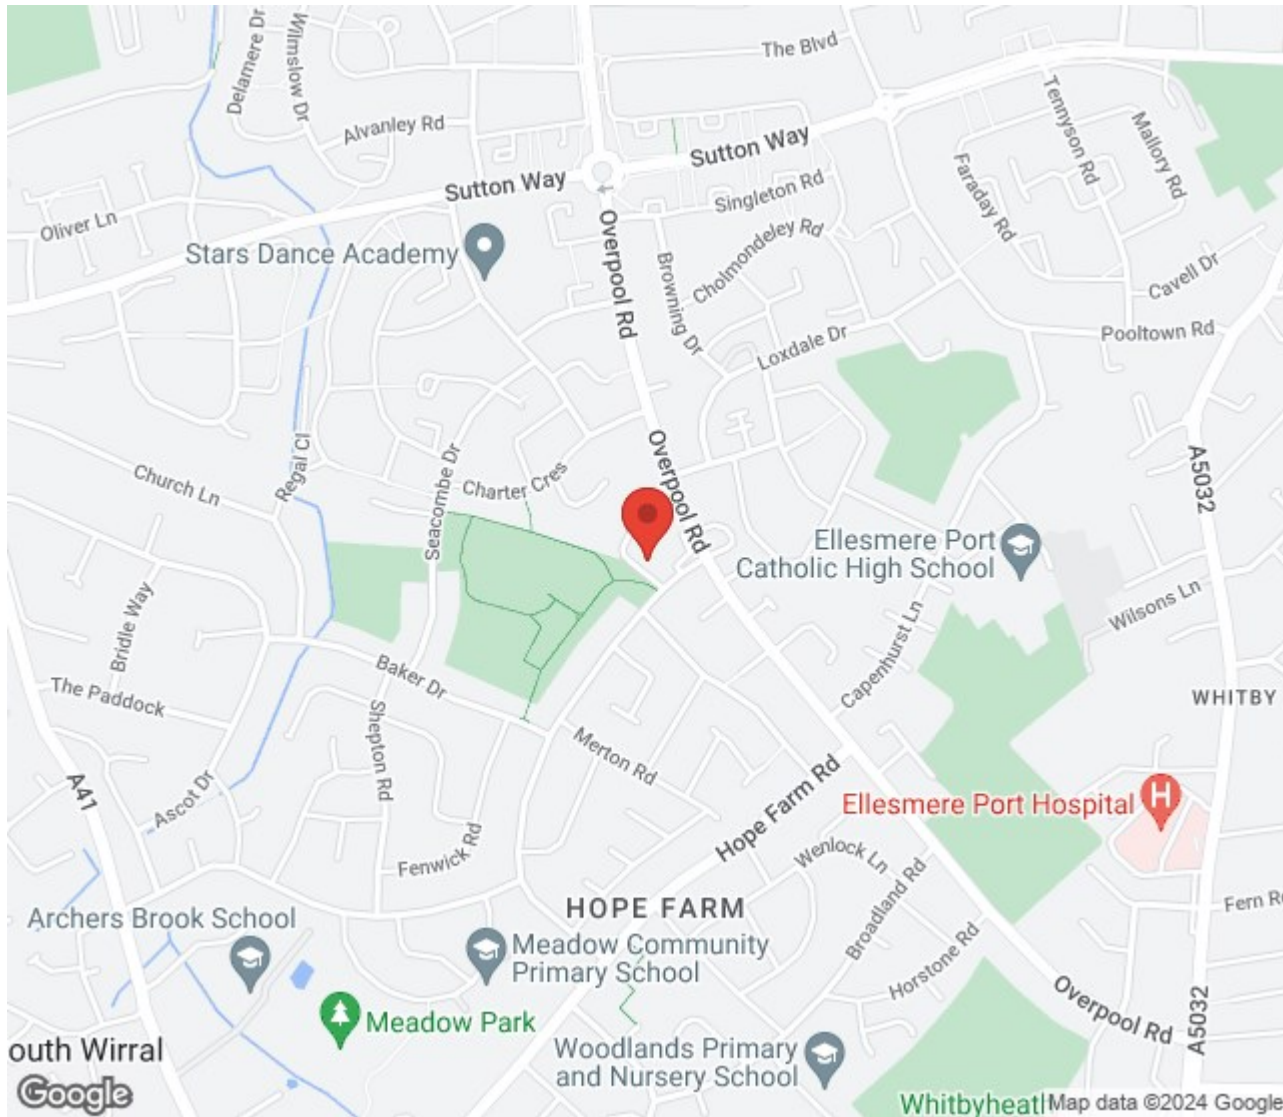 The Blvd
Delamere Dr
Wilmslow Dr
Alvanley Rd
Sutton Way
Tennyson Rd
Mallory Rd
Sutton Way
Singleton Rd
Faraday Rd
Oliver Ln
Overpool Rd
Stars Dance Academy
Browning Dr
Cholmondeley Rd
Cavell Dr
Loxdale Dr
Pooltown Rd
Church Ln
Regal Cl
Seacombe Dr
Charter Cres
Overpool Rd
A5032
Ellesmere Port
Catholic High School
Bridle Way
Wilsons Ln
Capenhurst Ln
Baker Dr
The Paddock
WHITBY
Shepton Rd
Merton Rd
A41
Ascot Dr
Hope Farm Rd
Ellesmere Port Hospital
H
Fenwick Rd
Wenlock Ln
Broadland Rd
HOPE FARM
Fern Ro
Archers Brook School
Meadow Community
Primary School
Horstone Rd
Overpool Rd
A5032
Meadow Park
outh Wirral
Woodlands Primary
and Nursery School
Google
Whitbyheath
Map data ©2024 Google